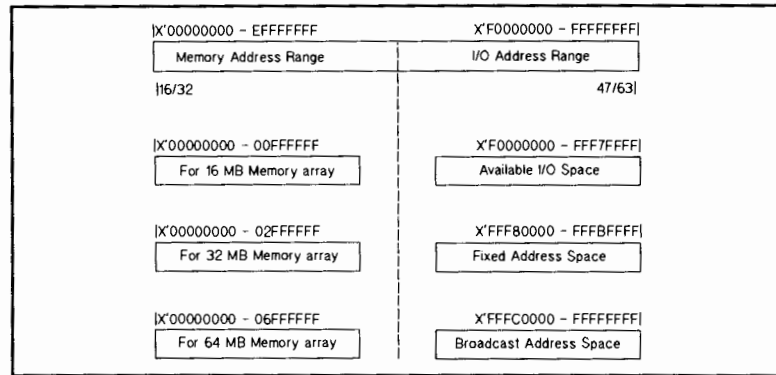 |X'00000000 - EFFFFFFF X'F0000000 - FFFFFFFF|
Memory Address Range I/O Address Range
|16/32 47/63|
|X'00000000 - 00FFFFFF X'F0000000 - FFF7FFFF|
For 16 MB Memory array Available I/O Space
|X'00000000 - 02FFFFFF X'FFF80000 - FFFBFFFF|
For 32 MB Memory array Fixed Address Space
|X'00000000 - 06FFFFFF X'FFFC0000 - FFFFFFFF|
For 64 MB Memory array Broadcast Address Space